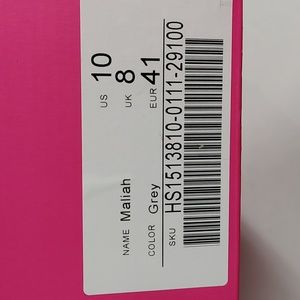 US 10 UK 8 EUR 41
NAME Maliah
COLOR Grey
SKU HS1513810-0111-29100